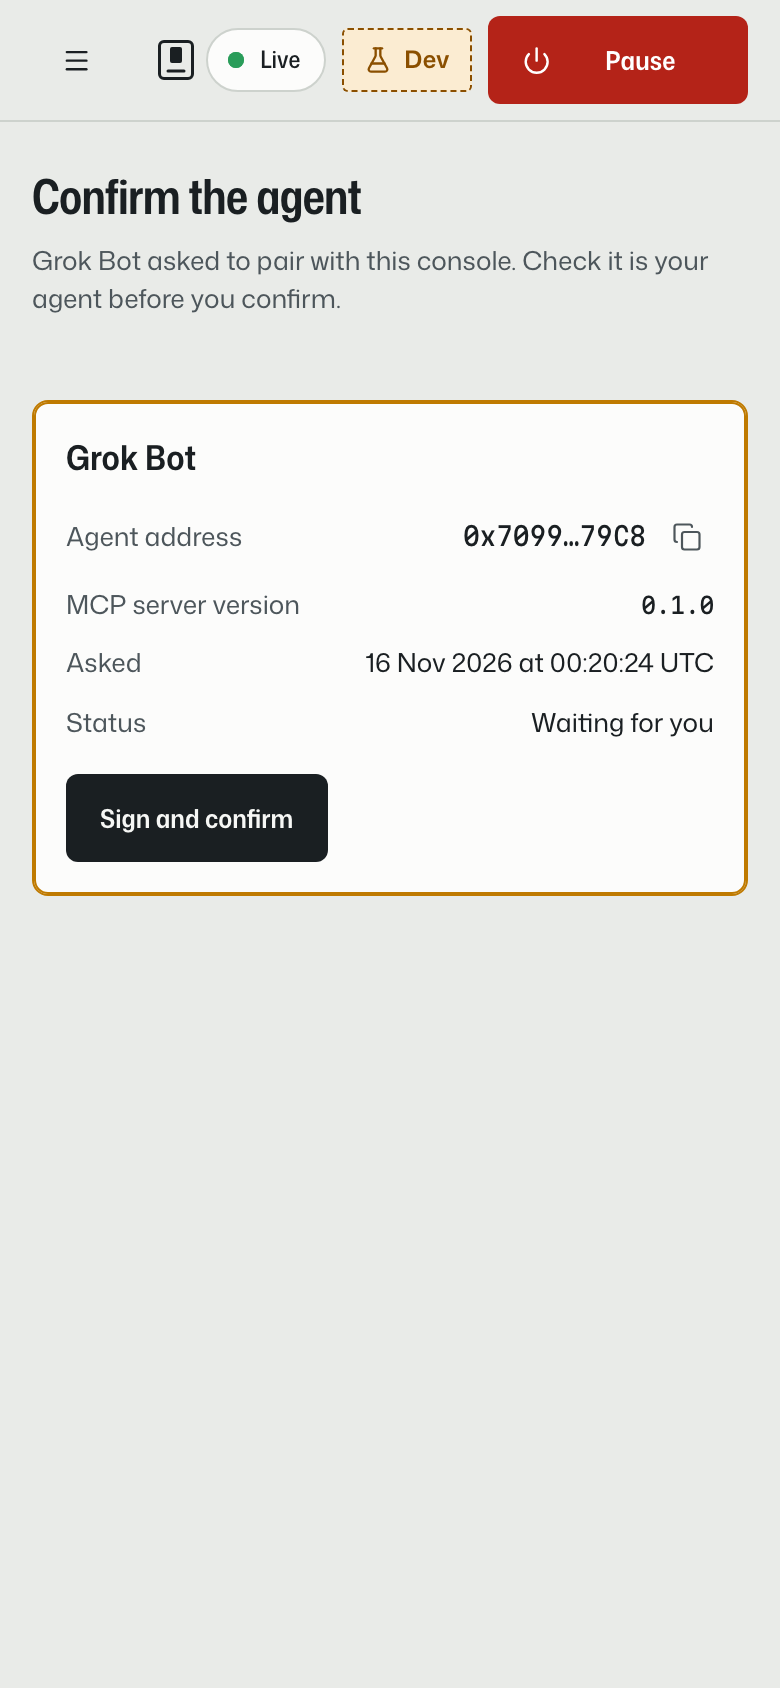 Live
Dev
Pause
Confirm the agent
Grok Bot asked to pair with this console. Check it is your
agent before you confirm.
Grok Bot
Agent address 0x7099…79C8
MCP server version 0.1.0
Asked 16 Nov 2026 at 00:20:24 UTC
Status Waiting for you
Sign and confirm